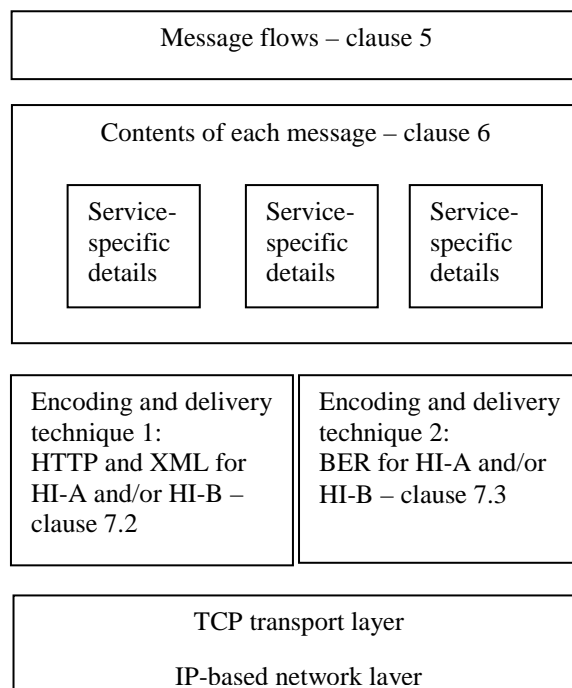 Message flows – clause 5
Contents of each message – clause 6
Service-
specific
details
Service-
specific
details
Service-
specific
details
Encoding and delivery
technique 1:
HTTP and XML for
HI-A and/or HI-B –
clause 7.2
Encoding and delivery
technique 2:
BER for HI-A and/or
HI-B – clause 7.3
TCP transport layer
IP-based network layer